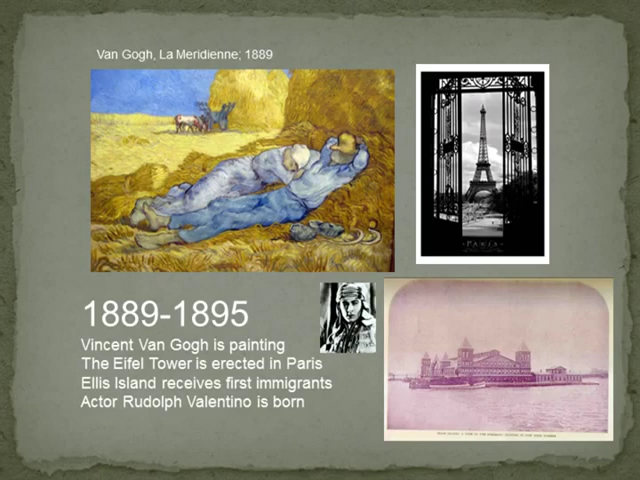 Van Gogh, La Meridienne; 1889
PARIS
1889-1895
Vincent Van Gogh is painting
The Eifel Tower is erected in Paris
Ellis Island receives first immigrants
Actor Rudolph Valentino is born